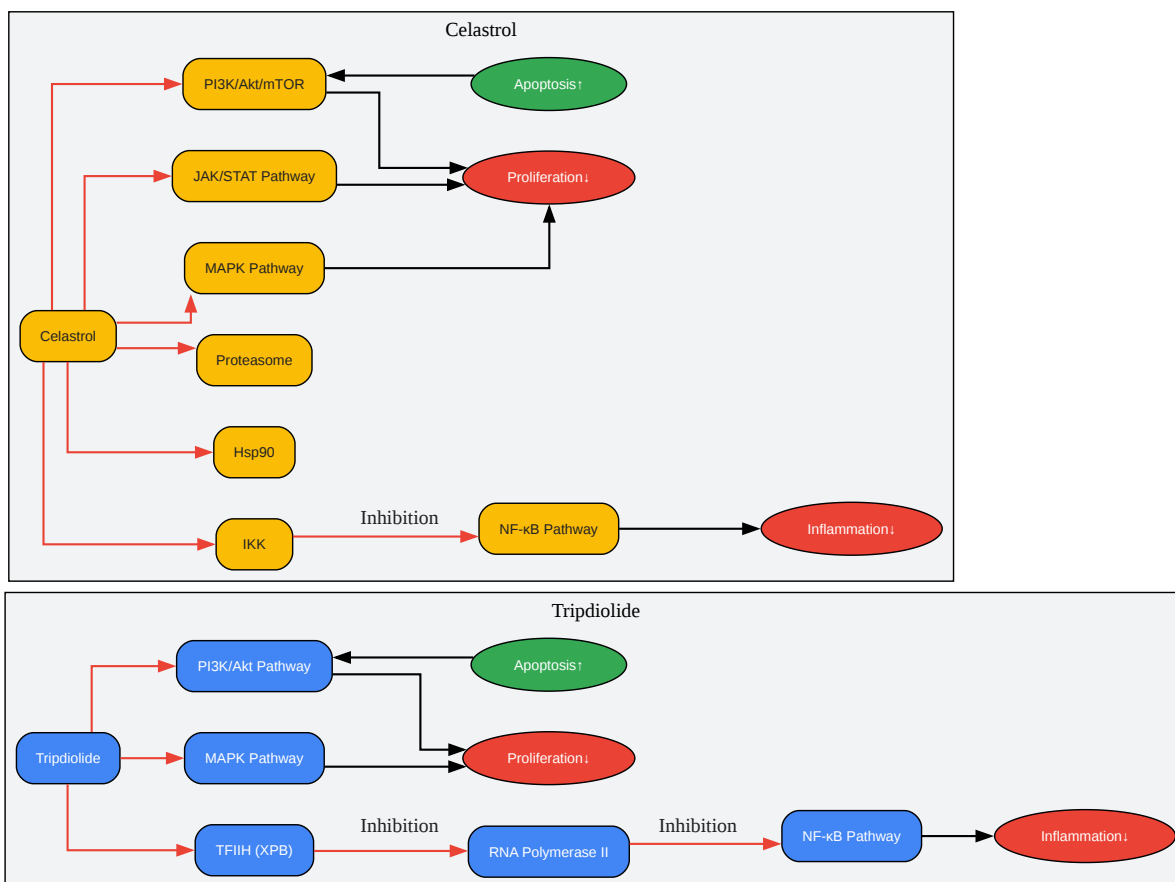 Celastrol
PI3K/Akt/mTOR
Apoptosis↑
JAK/STAT Pathway
Proliferation↓
MAPK Pathway
Celastrol
Proteasome
Hsp90
IKK
Inhibition
NF-κB Pathway
Inflammation↓
Tripdiolide
PI3K/Akt Pathway
Apoptosis↑
Tripdiolide
MAPK Pathway
Proliferation↓
TFIIH (XPB)
Inhibition
RNA Polymerase II
Inhibition
NF-κB Pathway
Inflammation↓